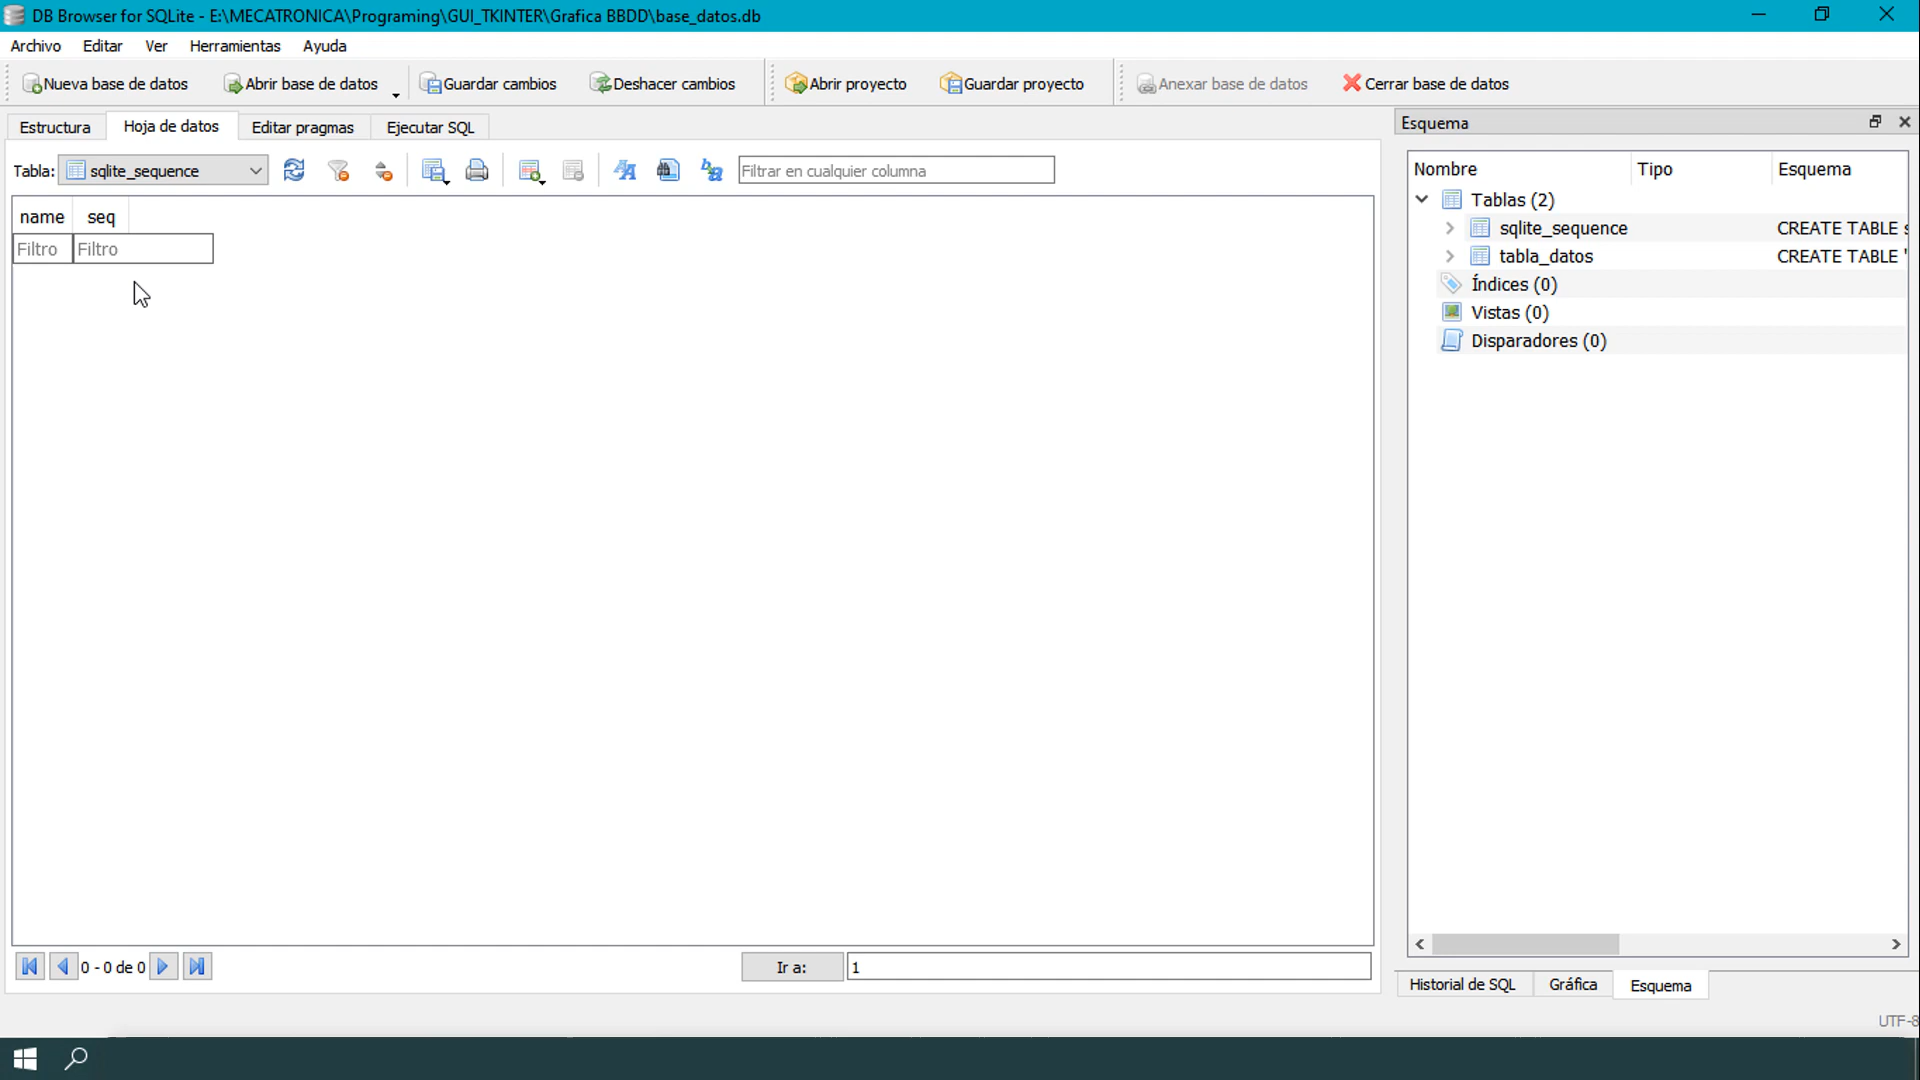 DB Browser for SQLite - E:\MECATRONICA\Programing\GUI_TKINTER\Grafica BBDD\base_datos.db
Archivo Editar Ver Herramientas Ayuda
Nueva base de datos Abrir base de datos Guardar cambios Deshacer cambios Abrir proyecto Guardar proyecto Anexar base de datos Cerrar base de datos
Estructura Hoja de datos Editar pragmas Ejecutar SQL
Tabla: sqlite_sequence Filtrar en cualquier columna
name seq
Filtro Filtro
0 - 0 de 0 Ir a: 1
Esquema
Nombre Tipo Esquema
Tablas (2)
sqlite_sequence CREATE TABLE s
tabla_datos CREATE TABLE "
Índices (0)
Vistas (0)
Disparadores (0)
Historial de SQL Gráfica Esquema
UTF-8